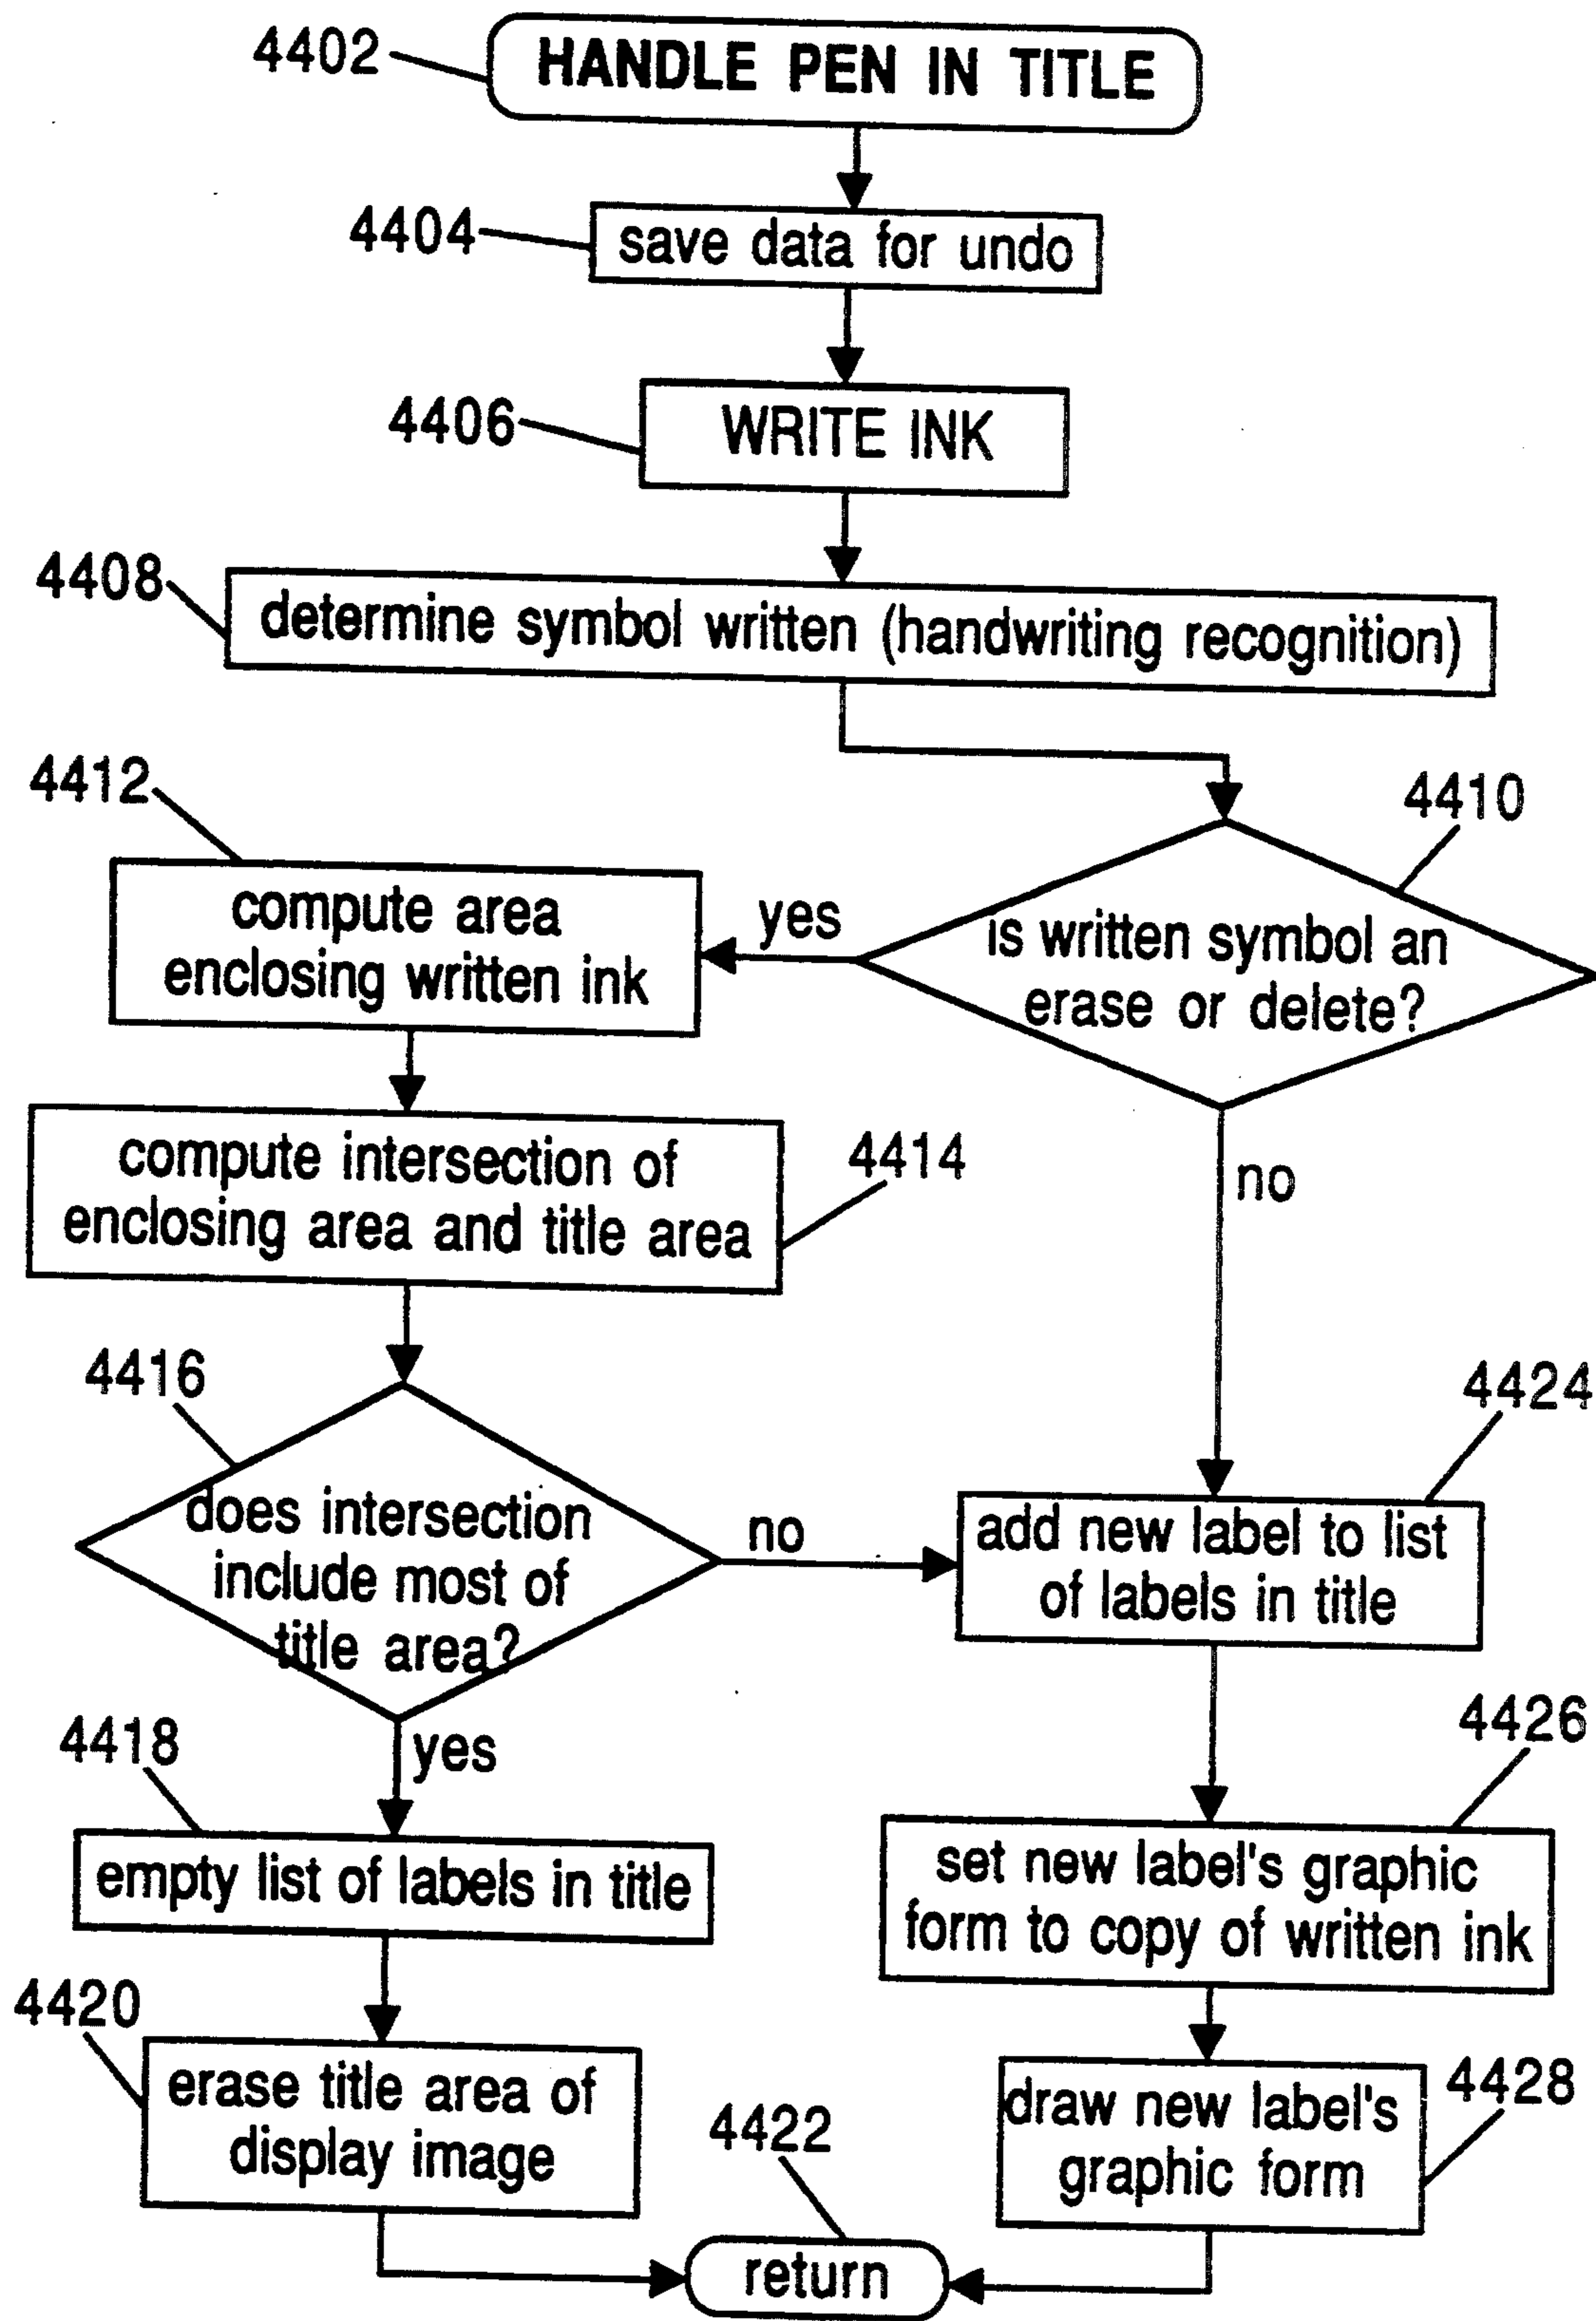 4402
HANDLE PEN IN TITLE
4404
save data for undo
4406
WRITE INK
4408
determine symbol written (handwriting recognition)
4410
is written symbol an
erase or delete?
yes
no
4412
compute area
enclosing written ink
4414
compute intersection of
enclosing area and title area
4416
does intersection
include most of
title area?
no
yes
4418
empty list of labels in title
4420
erase title area of
display image
4424
add new label to list
of labels in title
4426
set new label's graphic
form to copy of written ink
4428
draw new label's
graphic form
4422
return